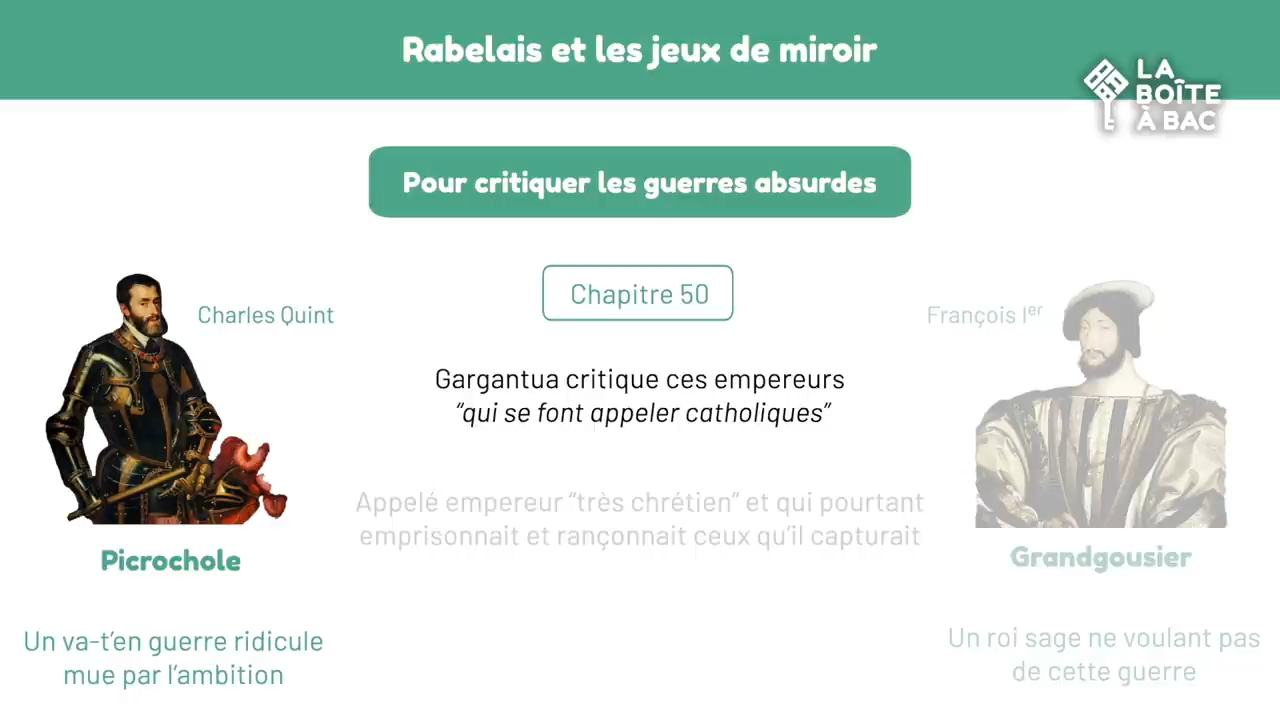 Rabelais et les jeux de miroir
LA
BOÎTE
À BAC
Pour critiquer les guerres absurdes
Chapitre 50
Charles Quint
François Iᵉʳ
Gargantua critique ces empereurs
“qui se font appeler catholiques”
Appelé empereur “très chrétien” et qui pourtant
emprisonnait et rançonnait ceux qu’il capturait
Picrochole
Grandgousier
Un va-t’en guerre ridicule
mue par l’ambition
Un roi sage ne voulant pas
de cette guerre